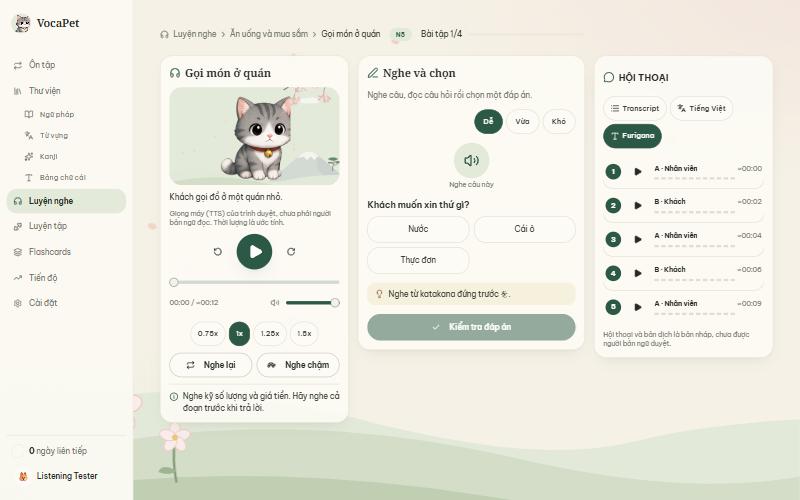 VocaPet
Ôn tập
Thư viện
Ngữ pháp
Từ vựng
Kanji
Bảng chữ cái
Luyện nghe
Luyện tập
Flashcards
Tiến độ
Cài đặt
0 ngày liên tiếp
Listening Tester
Luyện nghe > Ăn uống và mua sắm > Gọi món ở quán N5 Bài tập 1/4
Gọi món ở quán
Khách gọi đồ ở một quán nhỏ.
Giọng máy (TTS) của trình duyệt, chưa phải người
bản ngữ đọc. Thời lượng là ước tính.
00:00 / ≈00:12
0.75x 1x 1.25x 1.5x
Nghe lại Nghe chậm
Nghe kỹ số lượng và giá tiền. Hãy nghe cả
đoạn trước khi trả lời.
Nghe và chọn
Nghe câu, đọc câu hỏi rồi chọn một đáp án.
Dễ Vừa Khó
Nghe câu này
Khách muốn xin thứ gì?
Nước Cái ô
Thực đơn
Nghe từ katakana đứng trước を.
Kiểm tra đáp án
HỘI THOẠI
Transcript Tiếng Việt
Furigana
1 A · Nhân viên ≈00:00
2 B · Khách ≈00:02
3 A · Nhân viên ≈00:04
4 B · Khách ≈00:06
5 A · Nhân viên ≈00:09
Hội thoại và bản dịch là bản nháp, chưa được
người bản ngữ duyệt.